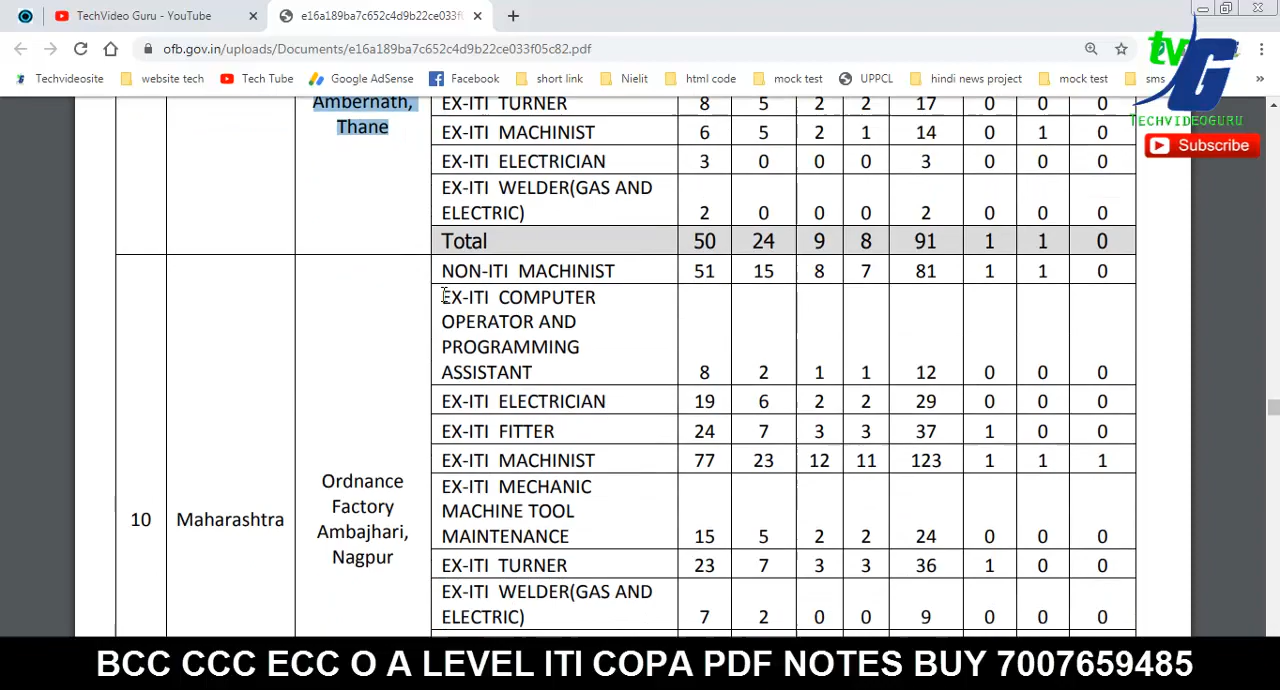 TechVideo Guru - YouTube
e16a189ba7c652c4d9b22ce033f0
ofb.gov.in/uploads/Documents/e16a189ba7c652c4d9b22ce033f05c82.pdf
Techvideosite website tech Tech Tube Google AdSense Facebook short link Nielit html code mock test UPPCL hindi news project mock test sms
tv G
TECHVIDEOGURU
Subscribe
Ambernath,
Thane
EX-ITI TURNER 8 5 2 2 17 0 0 0
EX-ITI MACHINIST 6 5 2 1 14 0 1 0
EX-ITI ELECTRICIAN 3 0 0 0 3 0 0 0
EX-ITI WELDER(GAS AND
ELECTRIC) 2 0 0 0 2 0 0 0
Total 50 24 9 8 91 1 1 0
10 Maharashtra
Ordnance
Factory
Ambajhari,
Nagpur
NON-ITI MACHINIST 51 15 8 7 81 1 1 0
EX-ITI COMPUTER
OPERATOR AND
PROGRAMMING
ASSISTANT 8 2 1 1 12 0 0 0
EX-ITI ELECTRICIAN 19 6 2 2 29 0 0 0
EX-ITI FITTER 24 7 3 3 37 1 0 0
EX-ITI MACHINIST 77 23 12 11 123 1 1 1
EX-ITI MECHANIC
MACHINE TOOL
MAINTENANCE 15 5 2 2 24 0 0 0
EX-ITI TURNER 23 7 3 3 36 1 0 0
EX-ITI WELDER(GAS AND
ELECTRIC) 7 2 0 0 9 0 0 0
BCC CCC ECC O A LEVEL ITI COPA PDF NOTES BUY 7007659485